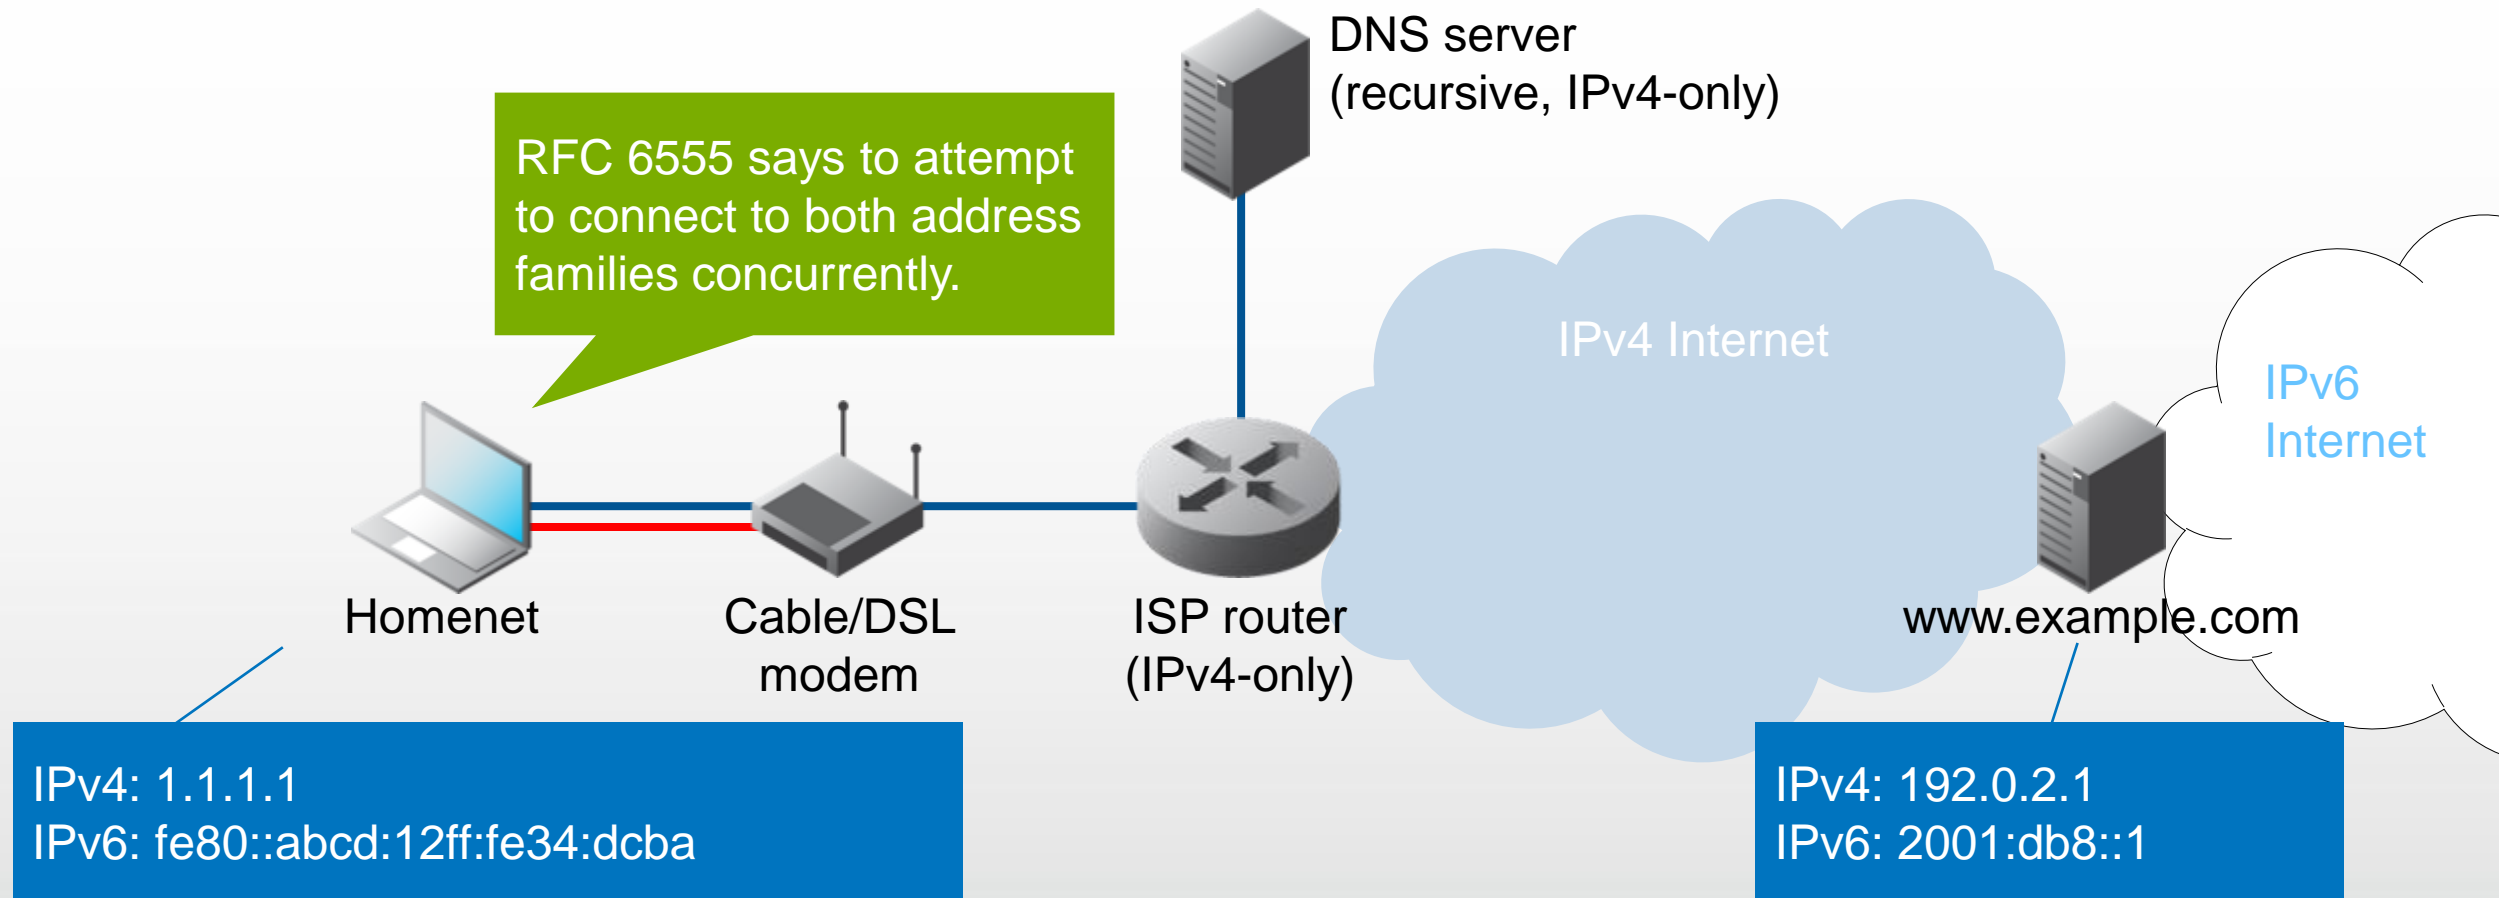 DNS server
(recursive, IPv4-only)
RFC 6555 says to attempt
to connect to both address
families concurrently.
IPv4 Internet
IPv6
Internet
Homenet
Cable/DSL
modem
ISP router
(IPv4-only)
www.example.com
IPv4: 1.1.1.1
IPv6: fe80::abcd:12ff:fe34:dcba
IPv4: 192.0.2.1
IPv6: 2001:db8::1